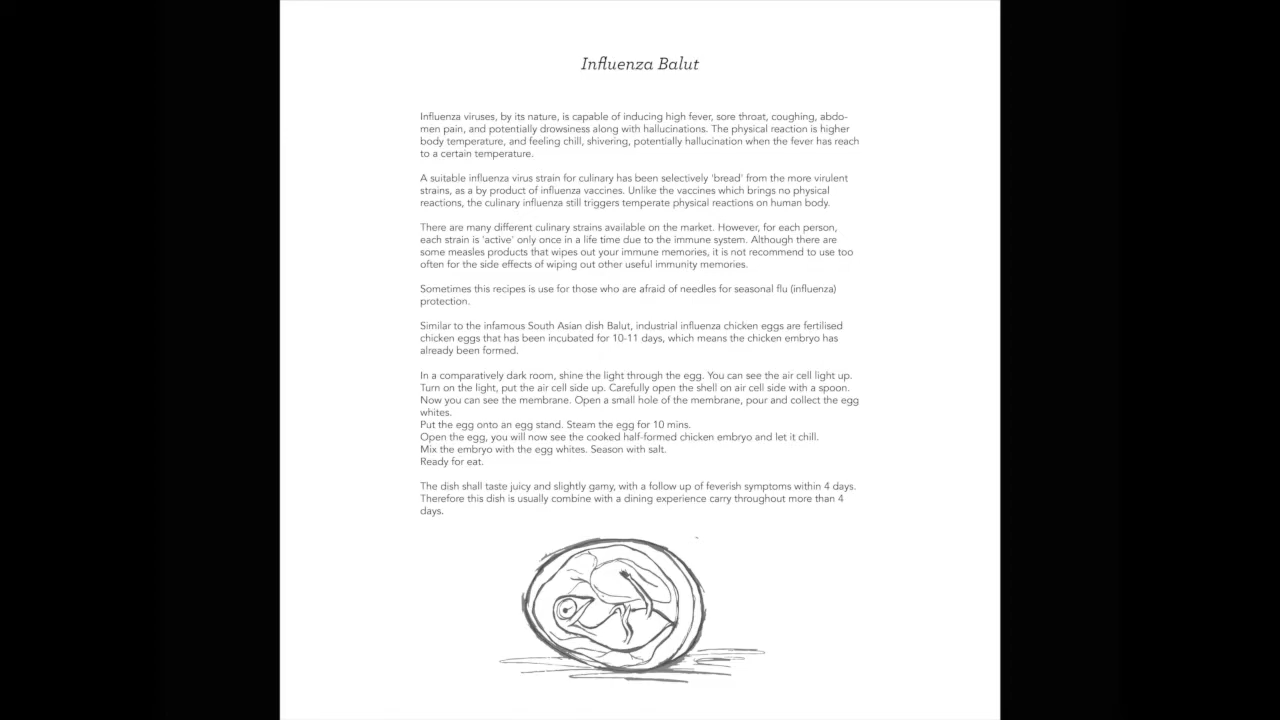 Influenza Balut
Influenza viruses, by its nature, is capable of inducing high fever, sore throat, coughing, abdo-
men pain, and potentially drowsiness along with hallucinations. The physical reaction is higher
body temperature, and feeling chill, shivering, potentially hallucination when the fever has reach
to a certain temperature.
A suitable influenza virus strain for culinary has been selectively 'bread' from the more virulent
strains, as a by product of influenza vaccines. Unlike the vaccines which brings no physical
reactions, the culinary influenza still triggers temperate physical reactions on human body.
There are many different culinary strains available on the market. However, for each person,
each strain is 'active' only once in a life time due to the immune system. Although there are
some measles products that wipes out your immune memories, it is not recommend to use too
often for the side effects of wiping out other useful immunity memories.
Sometimes this recipes is use for those who are afraid of needles for seasonal flu (influenza)
protection.
Similar to the infamous South Asian dish Balut, industrial influenza chicken eggs are fertilised
chicken eggs that has been incubated for 10-11 days, which means the chicken embryo has
already been formed.
In a comparatively dark room, shine the light through the egg. You can see the air cell light up.
Turn on the light, put the air cell side up. Carefully open the shell on air cell side with a spoon.
Now you can see the membrane. Open a small hole of the membrane, pour and collect the egg
whites.
Put the egg onto an egg stand. Steam the egg for 10 mins.
Open the egg, you will now see the cooked half-formed chicken embryo and let it chill.
Mix the embryo with the egg whites. Season with salt.
Ready for eat.
The dish shall taste juicy and slightly gamy, with a follow up of feverish symptoms within 4 days.
Therefore this dish is usually combine with a dining experience carry throughout more than 4
days.